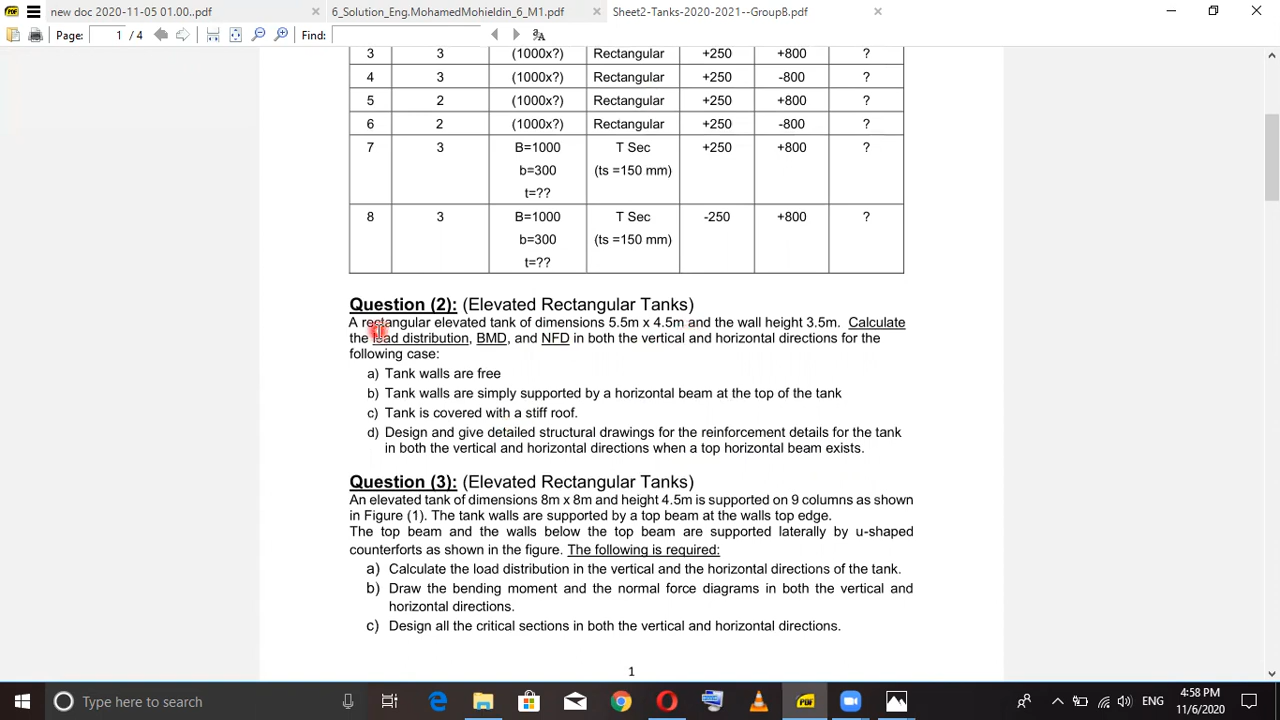 new doc 2020-11-05 01.00..pdf
6_Solution_Eng.MohamedMohieldin_6_M1.pdf
Sheet2-Tanks-2020-2021--GroupB.pdf
Page: 1 / 4 Find:
3 3 (1000x?) Rectangular +250 +800 ?
4 3 (1000x?) Rectangular +250 -800 ?
5 2 (1000x?) Rectangular +250 +800 ?
6 2 (1000x?) Rectangular +250 -800 ?
7 3 B=1000 T Sec +250 +800 ?
b=300 (ts =150 mm)
t=??
8 3 B=1000 T Sec -250 +800 ?
b=300 (ts =150 mm)
t=??
Question (2): (Elevated Rectangular Tanks)
A rectangular elevated tank of dimensions 5.5m x 4.5m and the wall height 3.5m. Calculate
the load distribution, BMD, and NFD in both the vertical and horizontal directions for the
following case:
a) Tank walls are free
b) Tank walls are simply supported by a horizontal beam at the top of the tank
c) Tank is covered with a stiff roof.
d) Design and give detailed structural drawings for the reinforcement details for the tank
in both the vertical and horizontal directions when a top horizontal beam exists.
Question (3): (Elevated Rectangular Tanks)
An elevated tank of dimensions 8m x 8m and height 4.5m is supported on 9 columns as shown
in Figure (1). The tank walls are supported by a top beam at the walls top edge.
The top beam and the walls below the top beam are supported laterally by u-shaped
counterforts as shown in the figure. The following is required:
a) Calculate the load distribution in the vertical and the horizontal directions of the tank.
b) Draw the bending moment and the normal force diagrams in both the vertical and
horizontal directions.
c) Design all the critical sections in both the vertical and horizontal directions.
1
Type here to search
ENG
4:58 PM
11/6/2020